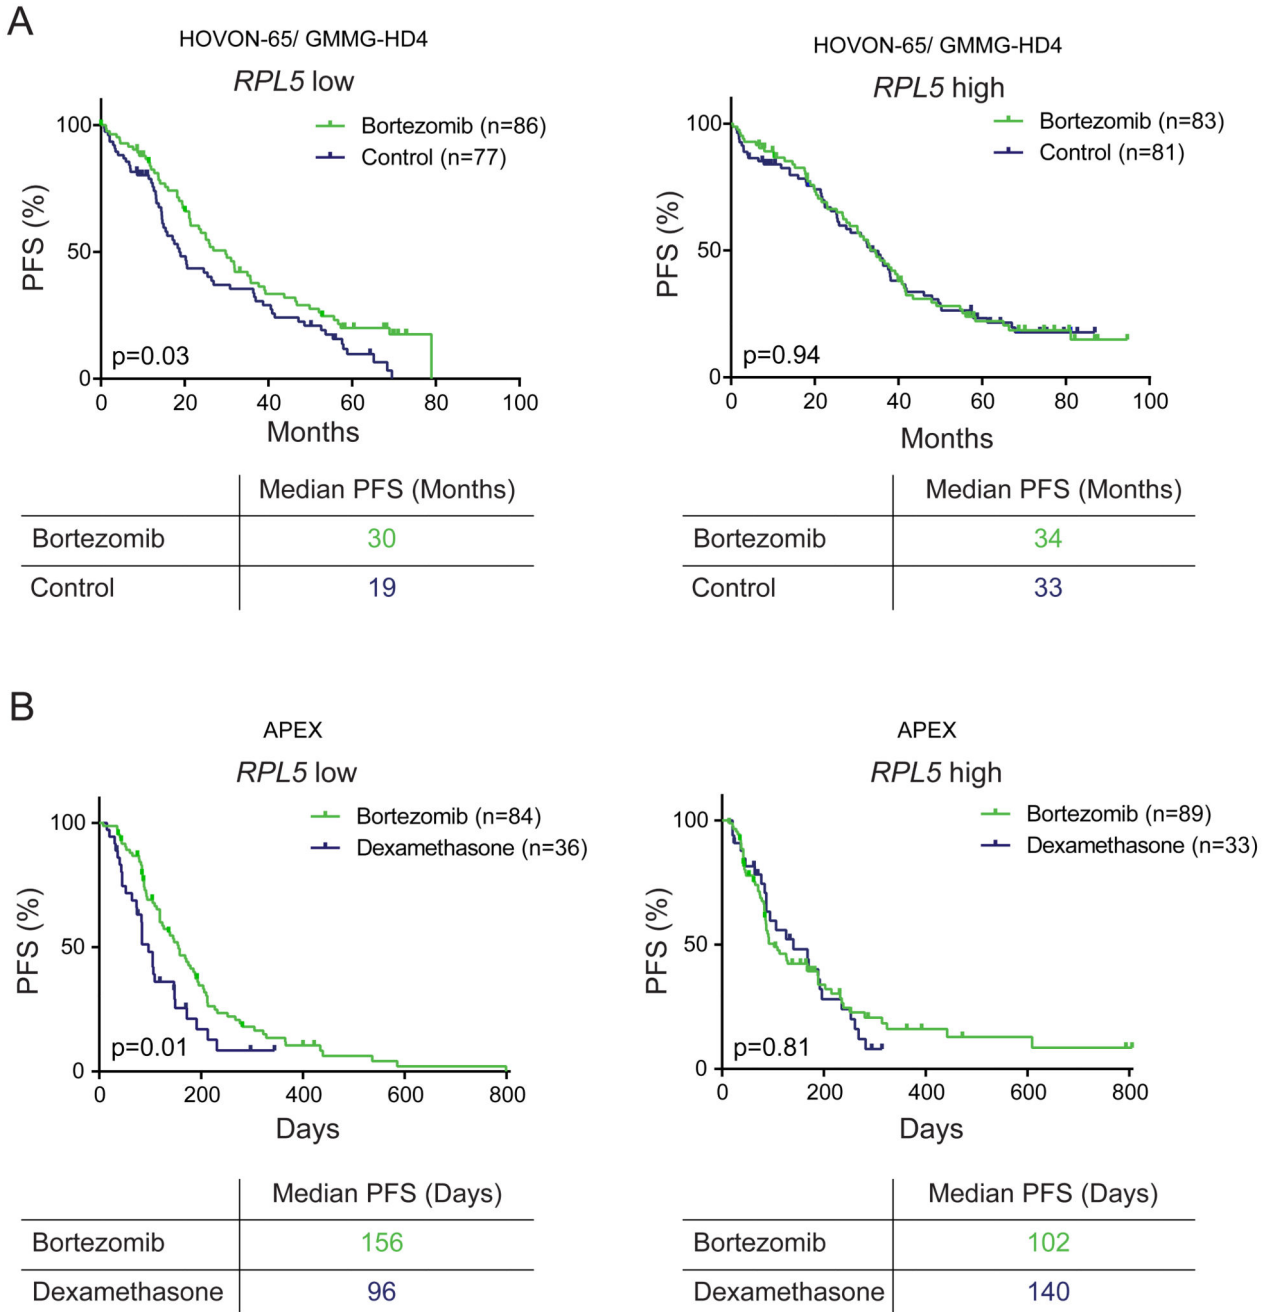 A
HOVON-65/ GMMG-HD4
RPL5 low
Bortezomib (n=86)
Control (n=77)
PFS (%)
100
50
0
p=0.03
0 20 40 60 80 100
Months
Median PFS (Months)
Bortezomib 30
Control 19
HOVON-65/ GMMG-HD4
RPL5 high
Bortezomib (n=83)
Control (n=81)
PFS (%)
100
50
0
p=0.94
0 20 40 60 80 100
Months
Median PFS (Months)
Bortezomib 34
Control 33
B
APEX
RPL5 low
Bortezomib (n=84)
Dexamethasone (n=36)
PFS (%)
100
50
0
p=0.01
0 200 400 600 800
Days
Median PFS (Days)
Bortezomib 156
Dexamethasone 96
APEX
RPL5 high
Bortezomib (n=89)
Dexamethasone (n=33)
PFS (%)
100
50
0
p=0.81
0 200 400 600 800
Days
Median PFS (Days)
Bortezomib 102
Dexamethasone 140